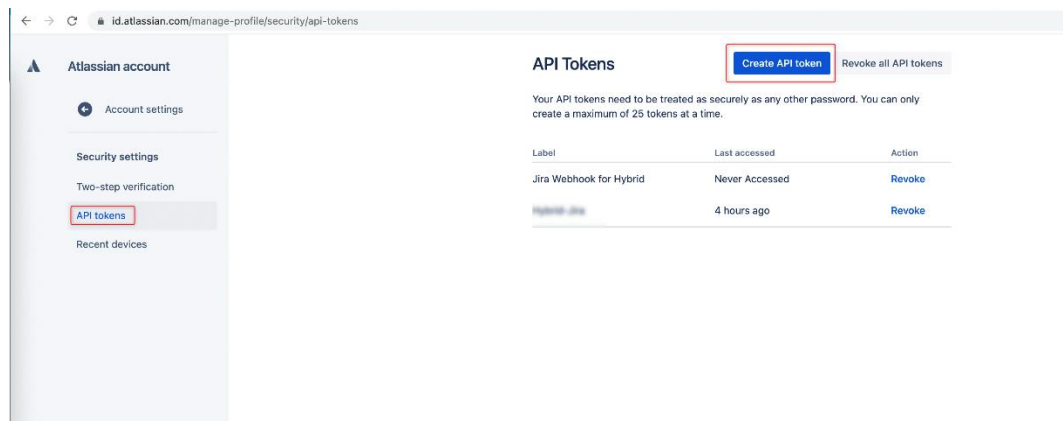 id.atlassian.com/manage-profile/security/api-tokens
Atlassian account
Account settings
Security settings
Two-step verification
API tokens
Recent devices
API Tokens
Create API token
Revoke all API tokens
Your API tokens need to be treated as securely as any other password. You can only
create a maximum of 25 tokens at a time.
Label Last accessed Action
Jira Webhook for Hybrid Never Accessed Revoke
4 hours ago Revoke